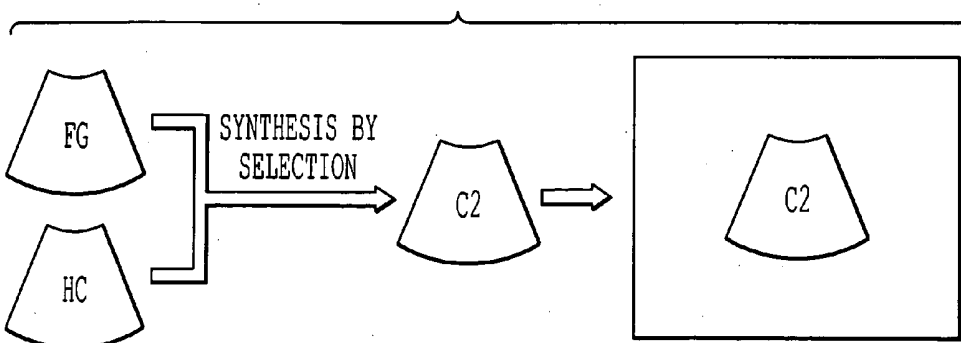 FG
SYNTHESIS BY
SELECTION
C2
C2
HC